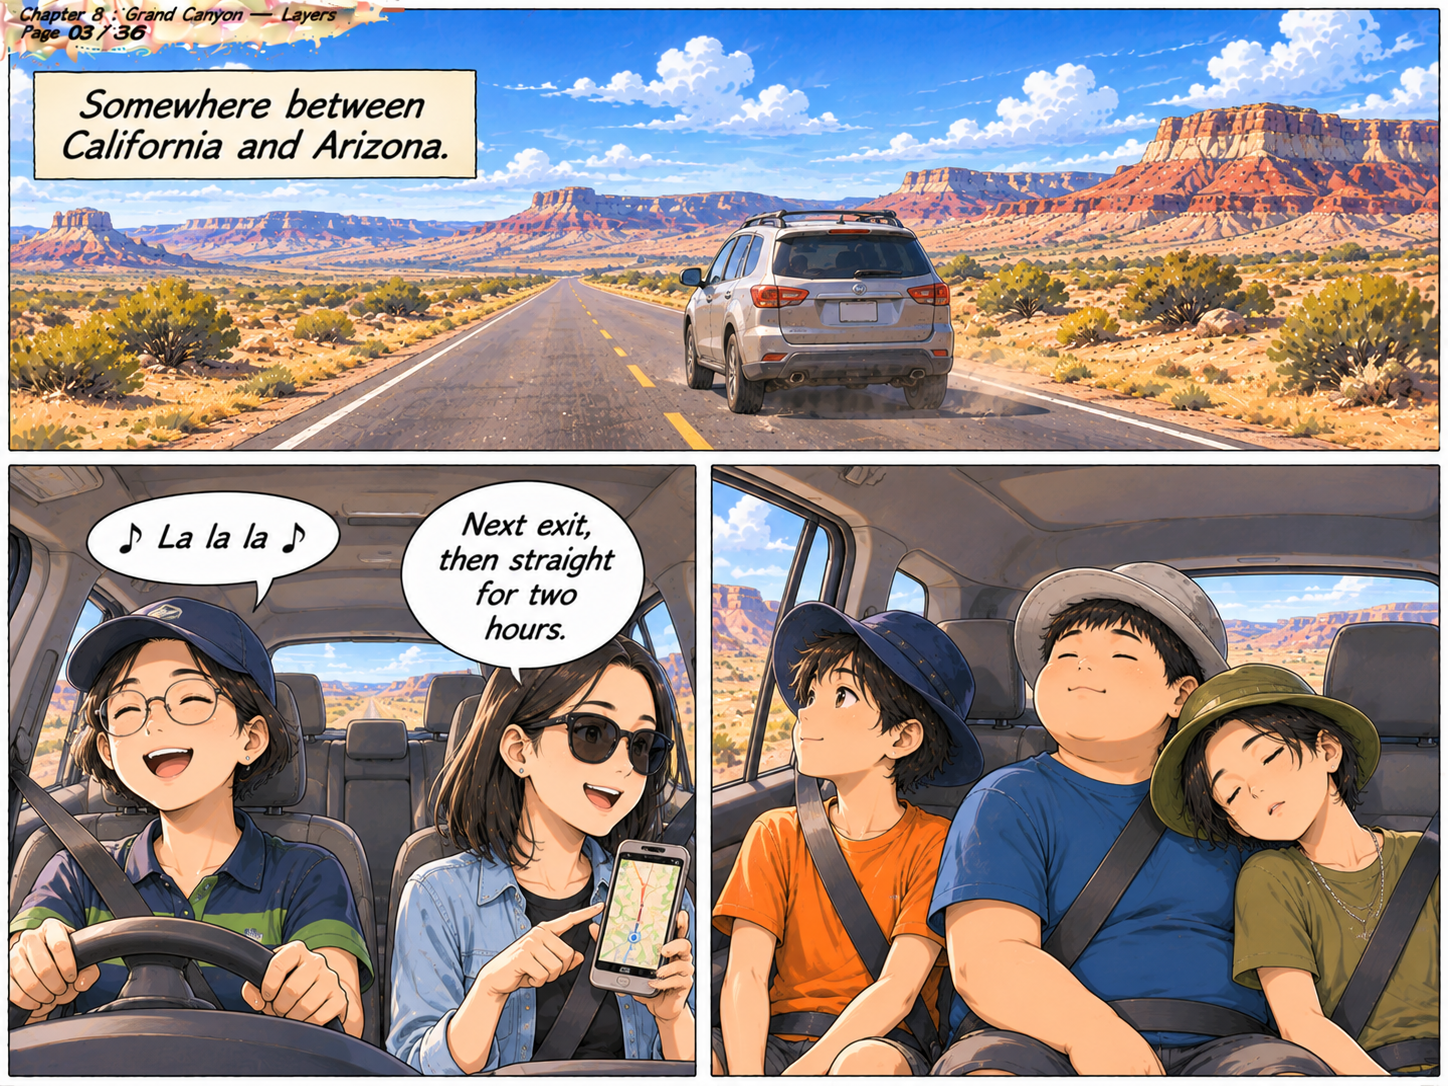 Chapter 8 : Grand Canyon — Layers
Page 03 / 36
Somewhere between
California and Arizona.
♪ La la la ♪
Next exit,
then straight
for two
hours.